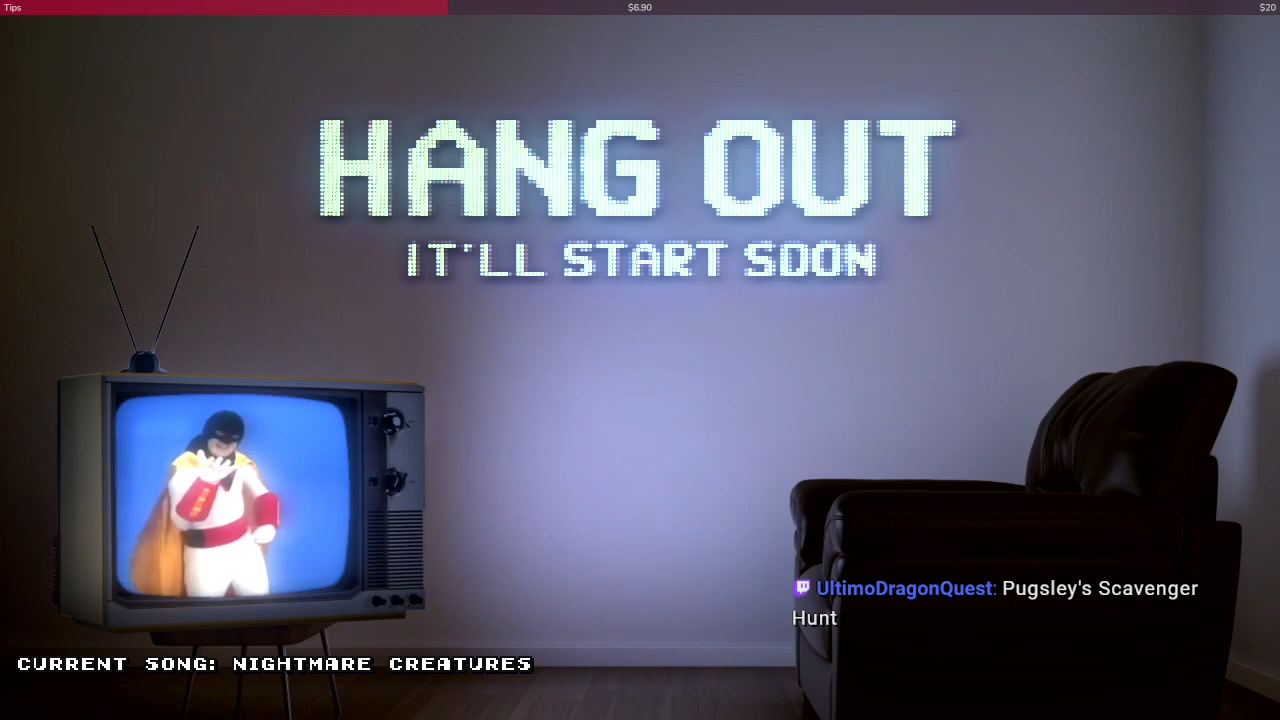 Tips $6.90 $20
HANG OUT
IT'LL START SOON
UltimoDragonQuest: Pugsley's Scavenger
Hunt
CURRENT SONG: NIGHTMARE CREATURES